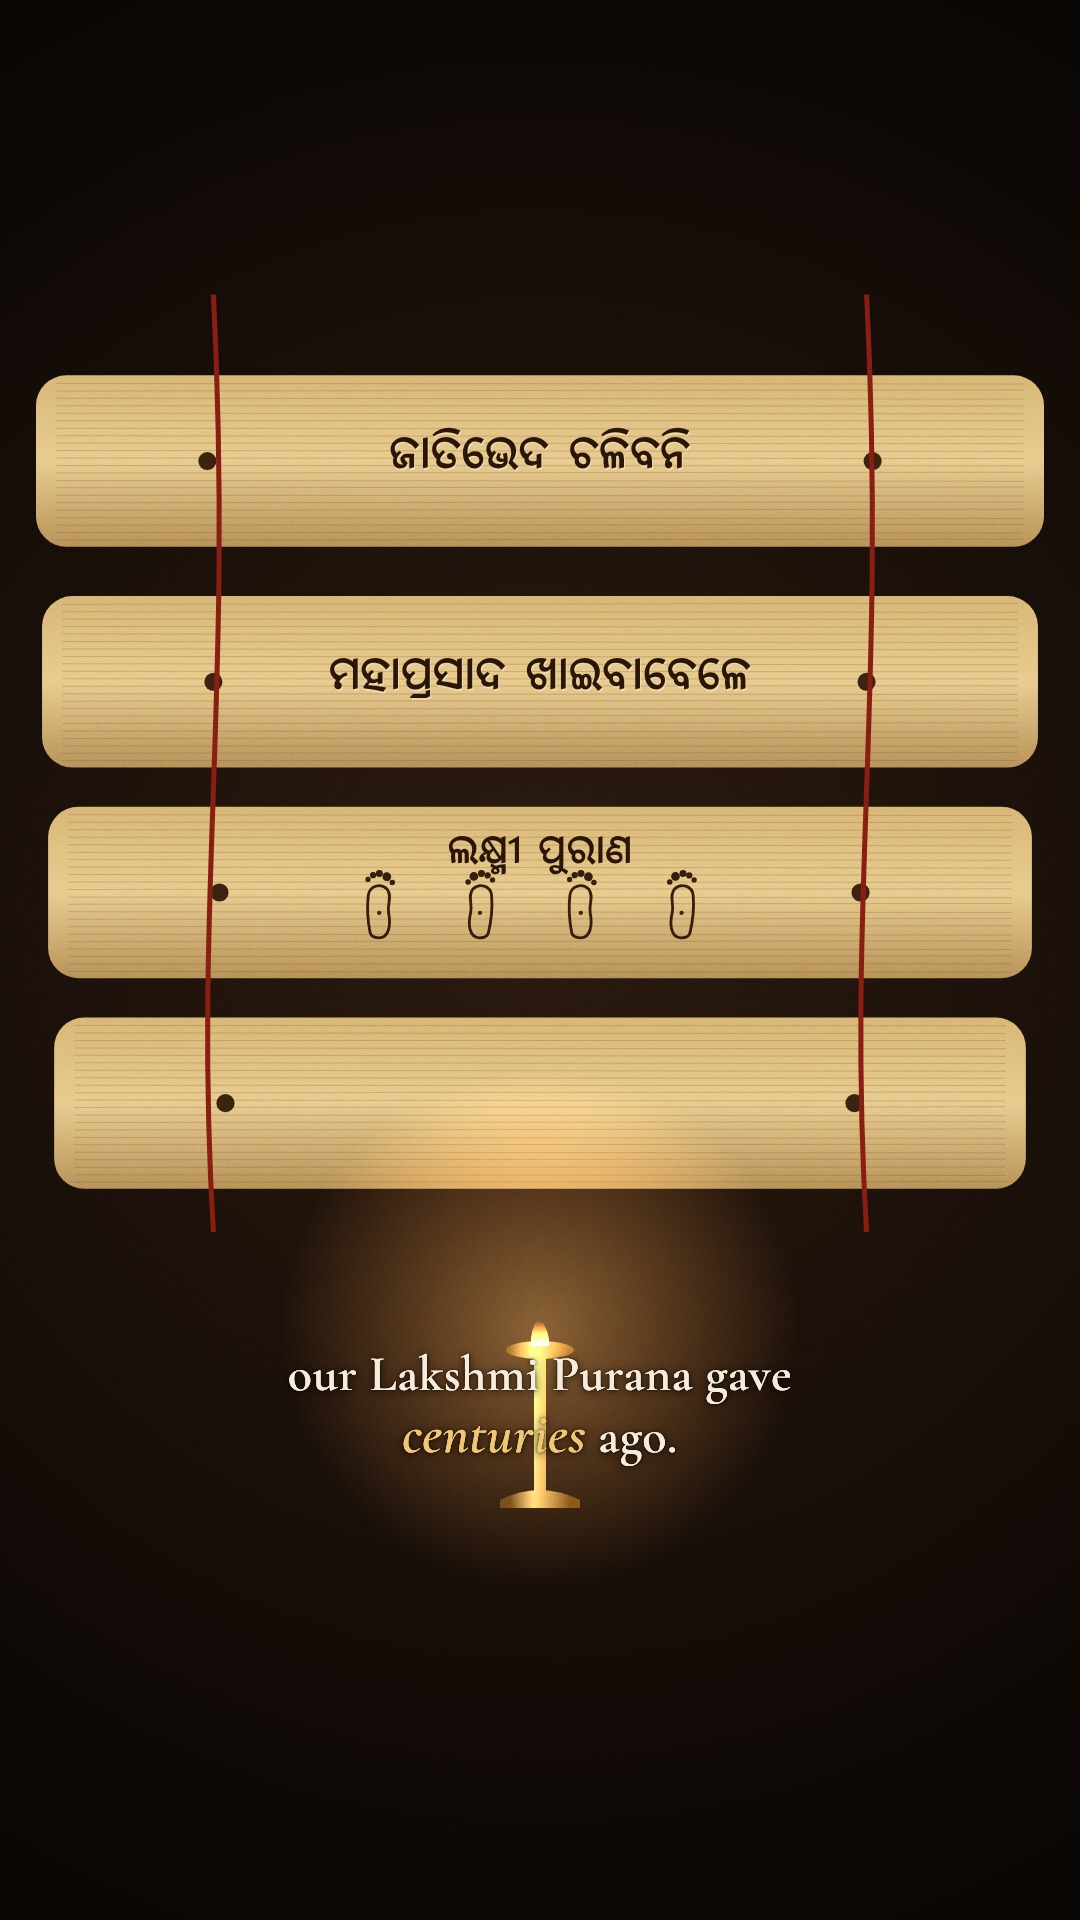 ଜାତିଭେଦ ଚଳିବନି
ମହାପ୍ରସାଦ ଖାଇବାବେଳେ
ଲକ୍ଷ୍ମୀ ପୁରାଣ
our Lakshmi Purana gave
centuries ago.